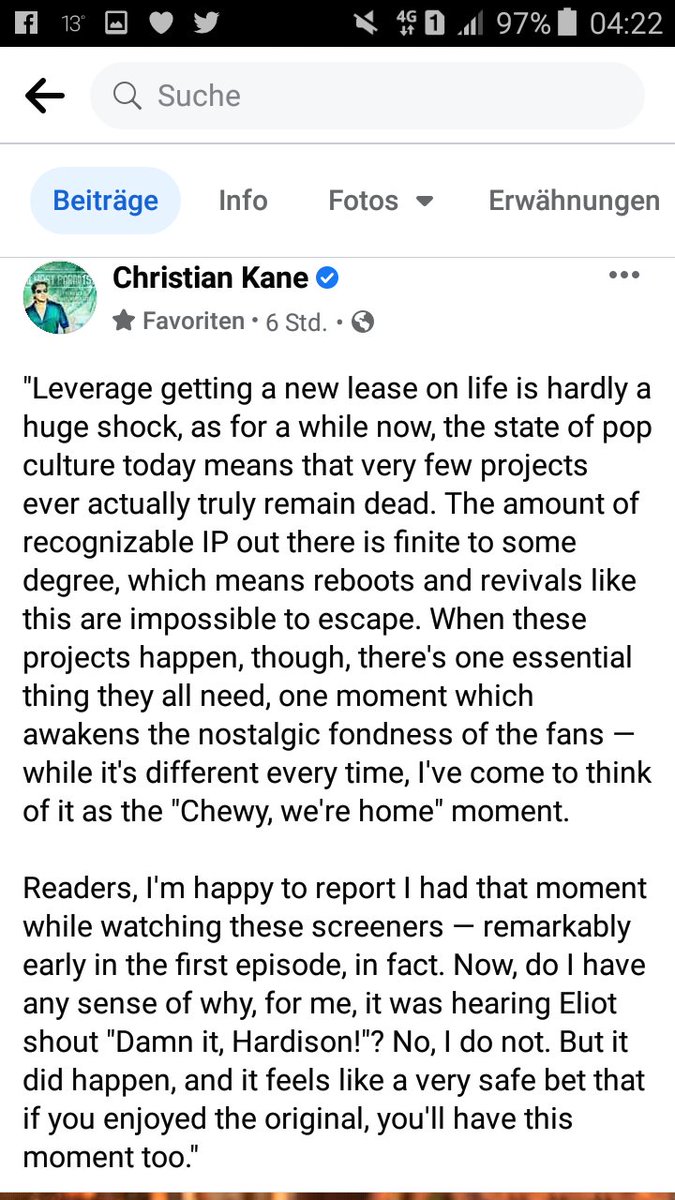 13°
4G 1 97% 04:22
Suche
Beiträge Info Fotos Erwähnungen
Christian Kane
Favoriten • 6 Std. •
"Leverage getting a new lease on life is hardly a
huge shock, as for a while now, the state of pop
culture today means that very few projects
ever actually truly remain dead. The amount of
recognizable IP out there is finite to some
degree, which means reboots and revivals like
this are impossible to escape. When these
projects happen, though, there's one essential
thing they all need, one moment which
awakens the nostalgic fondness of the fans —
while it's different every time, I've come to think
of it as the "Chewy, we're home" moment.
Readers, I'm happy to report I had that moment
while watching these screeners — remarkably
early in the first episode, in fact. Now, do I have
any sense of why, for me, it was hearing Eliot
shout "Damn it, Hardison!"? No, I do not. But it
did happen, and it feels like a very safe bet that
if you enjoyed the original, you'll have this
moment too."